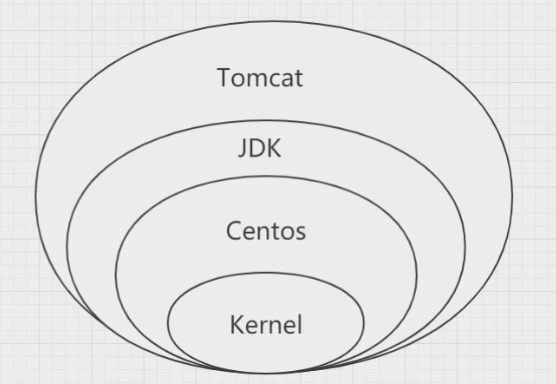 Tomcat
JDK
Centos
Kernel